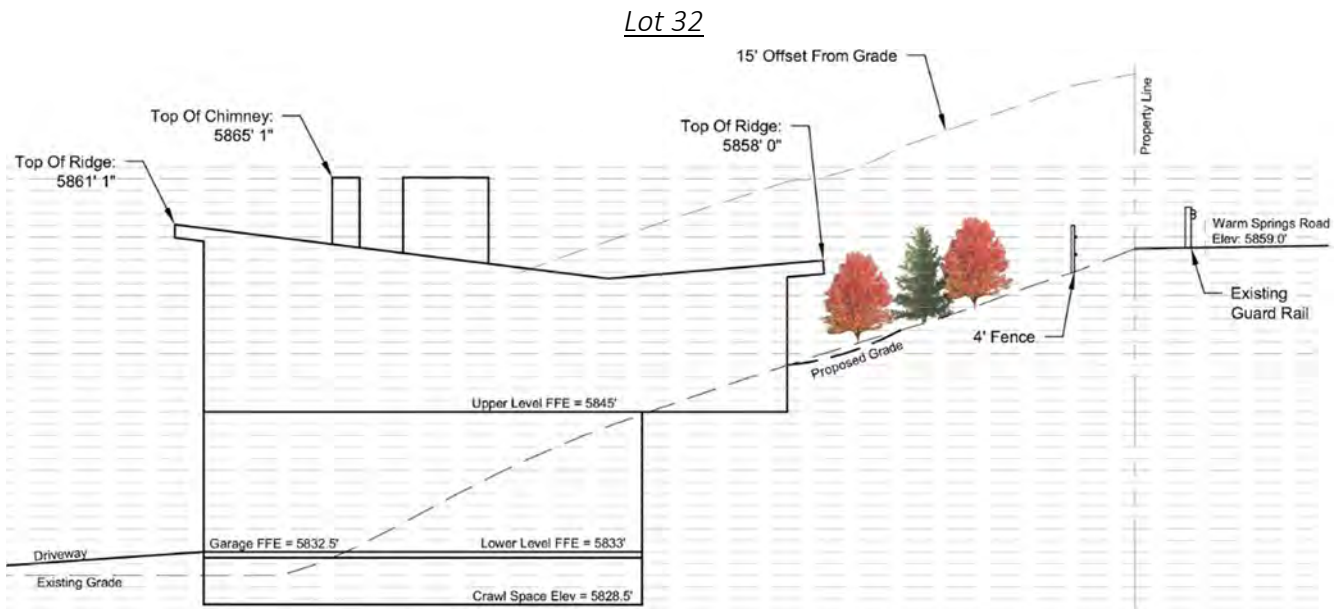 Lot 32
15' Offset From Grade
Top Of Chimney:
5865' 1"
Top Of Ridge:
5858' 0"
Top Of Ridge:
5861' 1"
Property Line
Warm Springs Road
Elev: 5859.0'
Existing
Guard Rail
4' Fence
Proposed Grade
Upper Level FFE = 5845'
Garage FFE = 5832.5'
Lower Level FFE = 5833'
Driveway
Existing Grade
Crawl Space Elev = 5828.5'